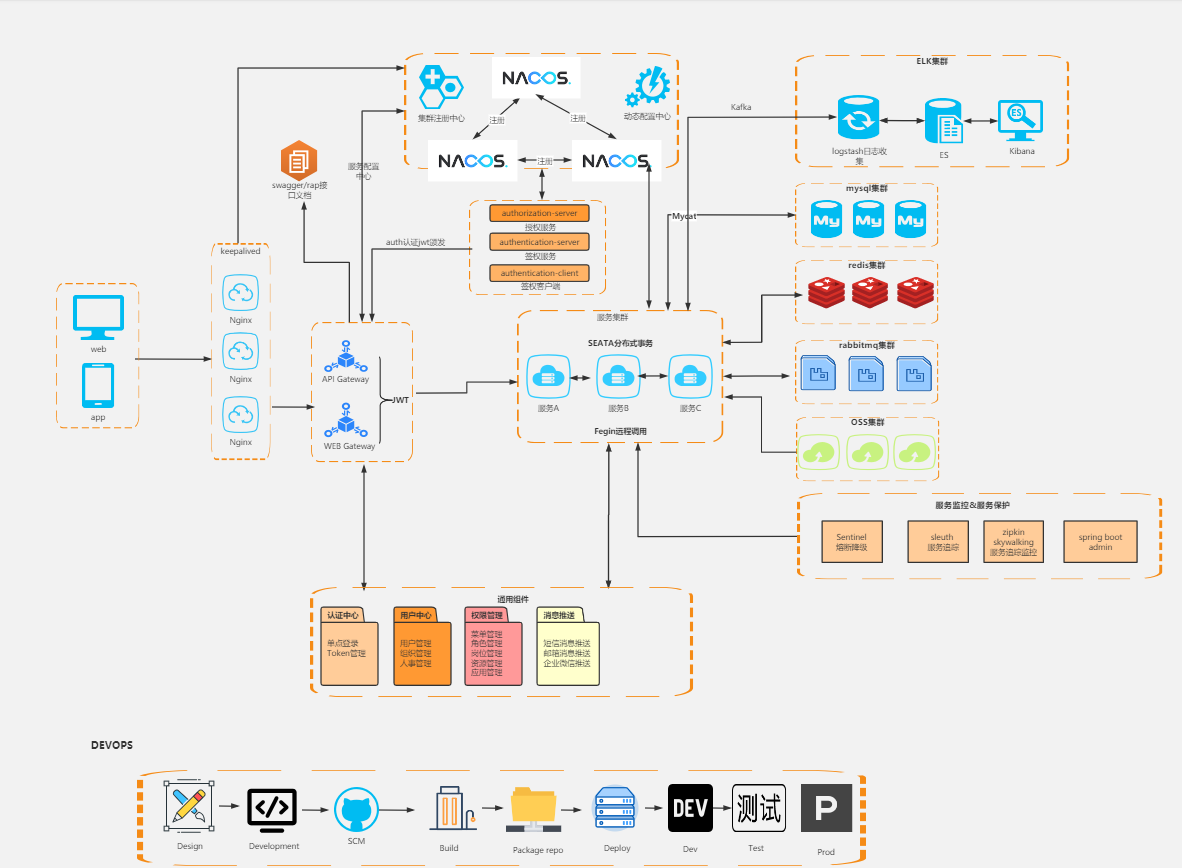 NACOS.
集群注册中心
动态配置中心
注册
注册
NACOS.
注册
NACOS.
ELK集群
Kafka
logstash日志收
集
ES
ES
Kibana
服务配置
中心
swagger/rap接
口文档
authorization-server
授权服务
authentication-server
签权服务
authentication-client
签权客户端
auth认证jwt颁发
Mycat
mysql集群
My
My
My
redis集群
rabbitmq集群
OSS集群
keepalived
Nginx
Nginx
Nginx
web
app
API Gateway
JWT
WEB Gateway
服务集群
SEATA分布式事务
服务A
服务B
服务C
Fegin远程调用
服务监控&服务保护
Sentinel
熔断降级
sleuth
服务追踪
zipkin
skywalking
服务追踪监控
spring boot
admin
通用组件
认证中心
单点登录
Token管理
用户中心
用户管理
组织管理
人事管理
权限管理
菜单管理
角色管理
岗位管理
资源管理
应用管理
消息推送
短信消息推送
邮箱消息推送
企业微信推送
DEVOPS
DEV
测试
P
Design
Development
SCM
Build
Package repo
Deploy
Dev
Test
Prod